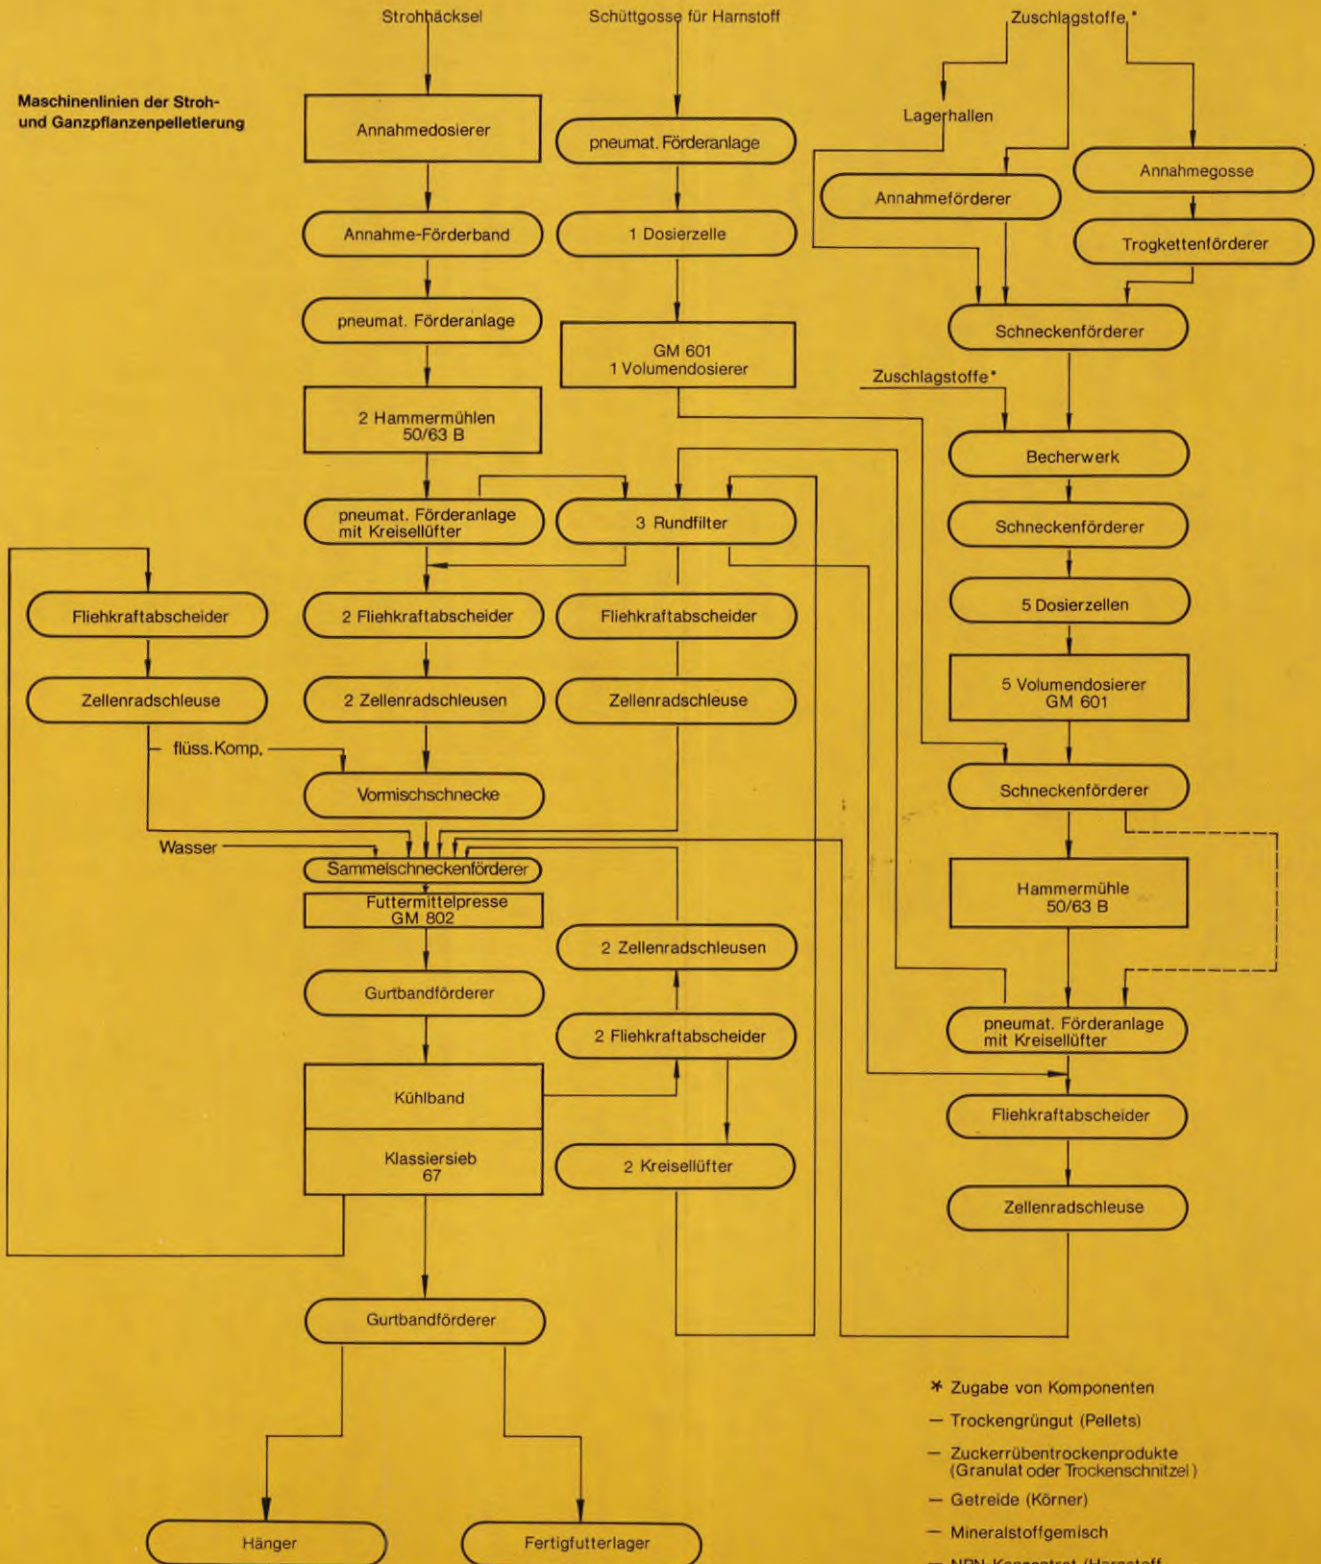 Strohhäcksel
Schüttgosse für Harnstoff
Zuschlagstoffe *
Maschinenlinien der Stroh-
und Ganzpflanzenpelletierung
Annahmedosierer
Annahme-Förderband
pneumat. Förderanlage
2 Hammermühlen
50/63 B
pneumat. Förderanlage
mit Kreisellüfter
2 Fliehkraftabscheider
2 Zellenradschleusen
Vormischschnecke
Sammelschneckenförderer
Futtermittelpresse
GM 802
Gurtbandförderer
Kühlband
Klassiersieb
67
Gurtbandförderer
Hänger
Fertigfutterlager
Fliehkraftabscheider
Zellenradschleuse
flüss. Komp.
Wasser
pneumat. Förderanlage
1 Dosierzelle
GM 601
1 Volumendosierer
3 Rundfilter
Fliehkraftabscheider
Zellenradschleuse
2 Zellenradschleusen
2 Fliehkraftabscheider
2 Kreisellüfter
Lagerhallen
Annahmeförderer
Annahmegosse
Trogkettenförderer
Schneckenförderer
Zuschlagstoffe *
Becherwerk
Schneckenförderer
5 Dosierzellen
5 Volumendosierer
GM 601
Schneckenförderer
Hammermühle
50/63 B
pneumat. Förderanlage
mit Kreisellüfter
Fliehkraftabscheider
Zellenradschleuse
* Zugabe von Komponenten
— Trockengrüngut (Pellets)
— Zuckerrübentrockenprodukte
(Granulat oder Trockenschnitzel)
— Getreide (Körner)
— Mineralstoffgemisch
— NPN-Konzentrat (Harnstoff